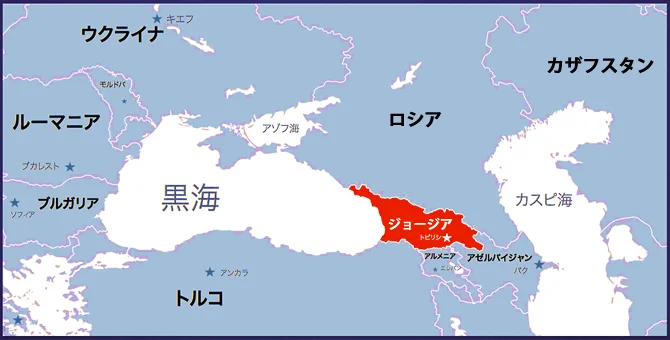 ウクライナ
キエフ
カザフスタン
モルドバ
ルーマニア
アゾフ海
ロシア
ブカレスト
黒海
カスピ海
ブルガリア
ソフィア
ジョージア
トビリシ
アルメニア
アゼルバイジャン
エレバン
バク
アンカラ
トルコ